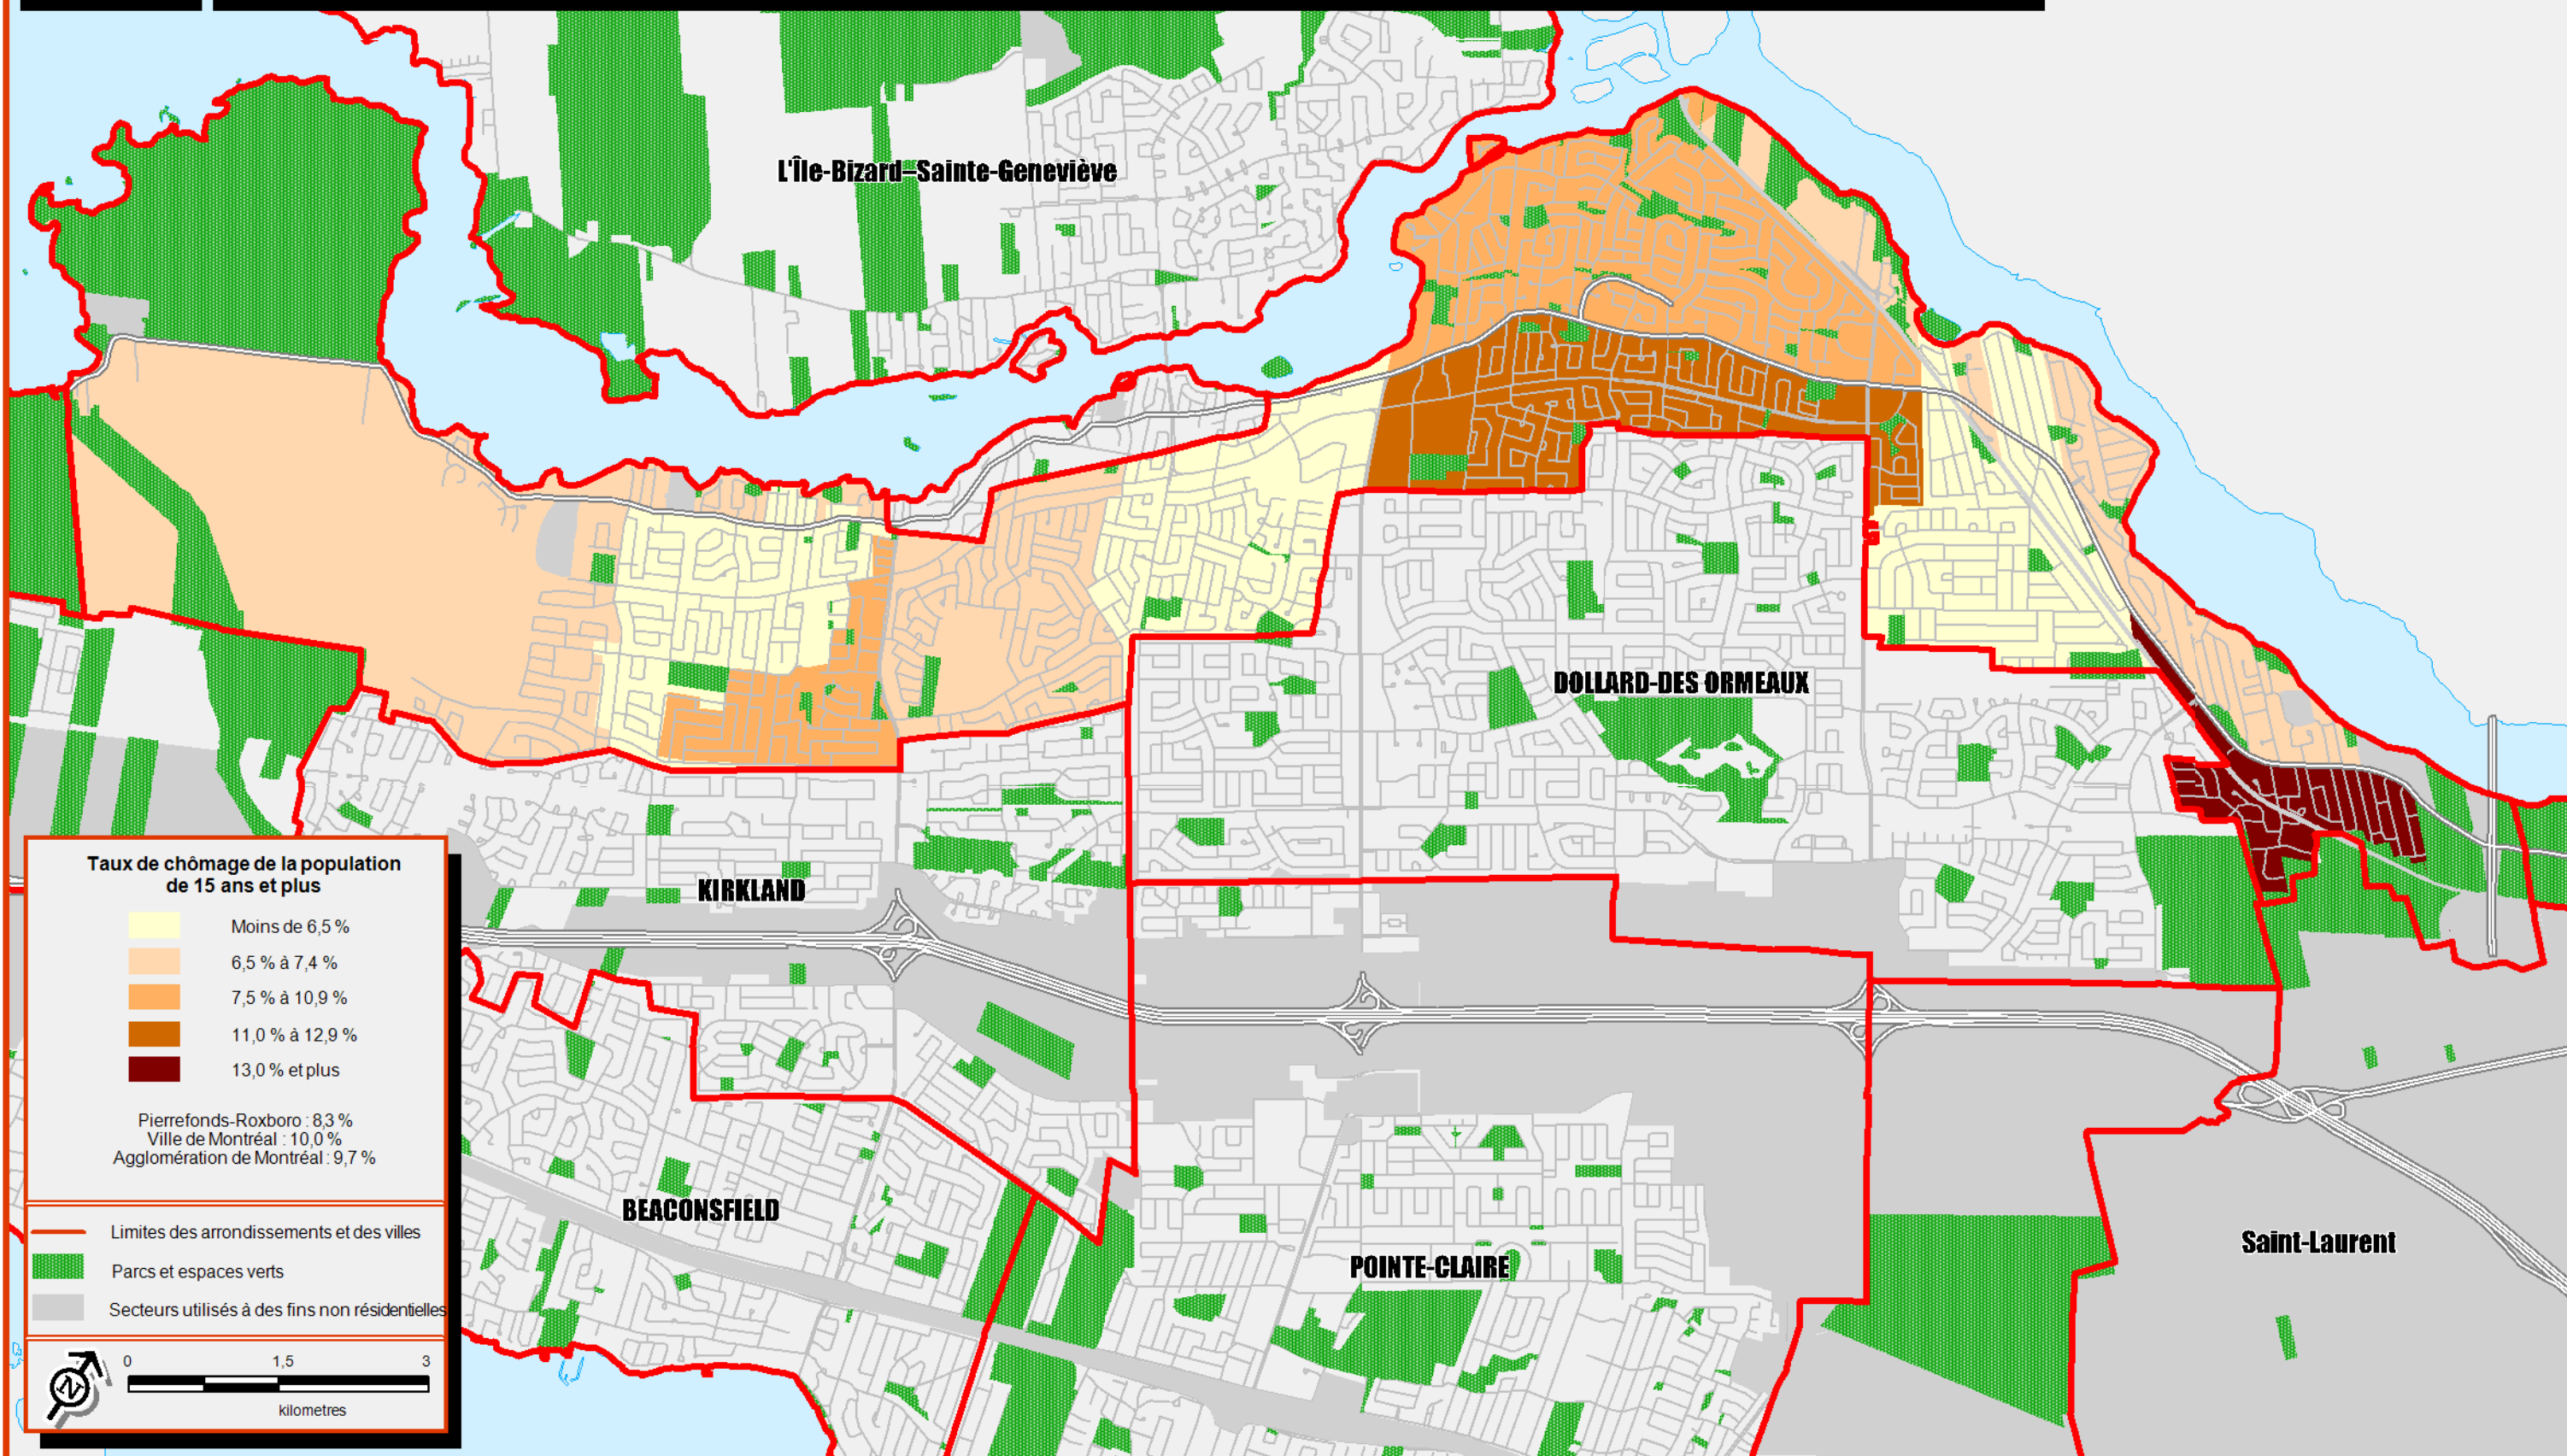 L'Île-Bizard–Sainte-Geneviève
DOLLARD-DES ORMEAUX
KIRKLAND
BEACONSFIELD
POINTE-CLAIRE
Saint-Laurent
Taux de chômage de la population
de 15 ans et plus
Moins de 6,5 %
6,5 % à 7,4 %
7,5 % à 10,9 %
11,0 % à 12,9 %
13,0 % et plus
Pierrefonds-Roxboro : 8,3 %
Ville de Montréal : 10,0 %
Agglomération de Montréal : 9,7 %
Limites des arrondissements et des villes
Parcs et espaces verts
Secteurs utilisés à des fins non résidentielles
N
0 1,5 3
kilometres